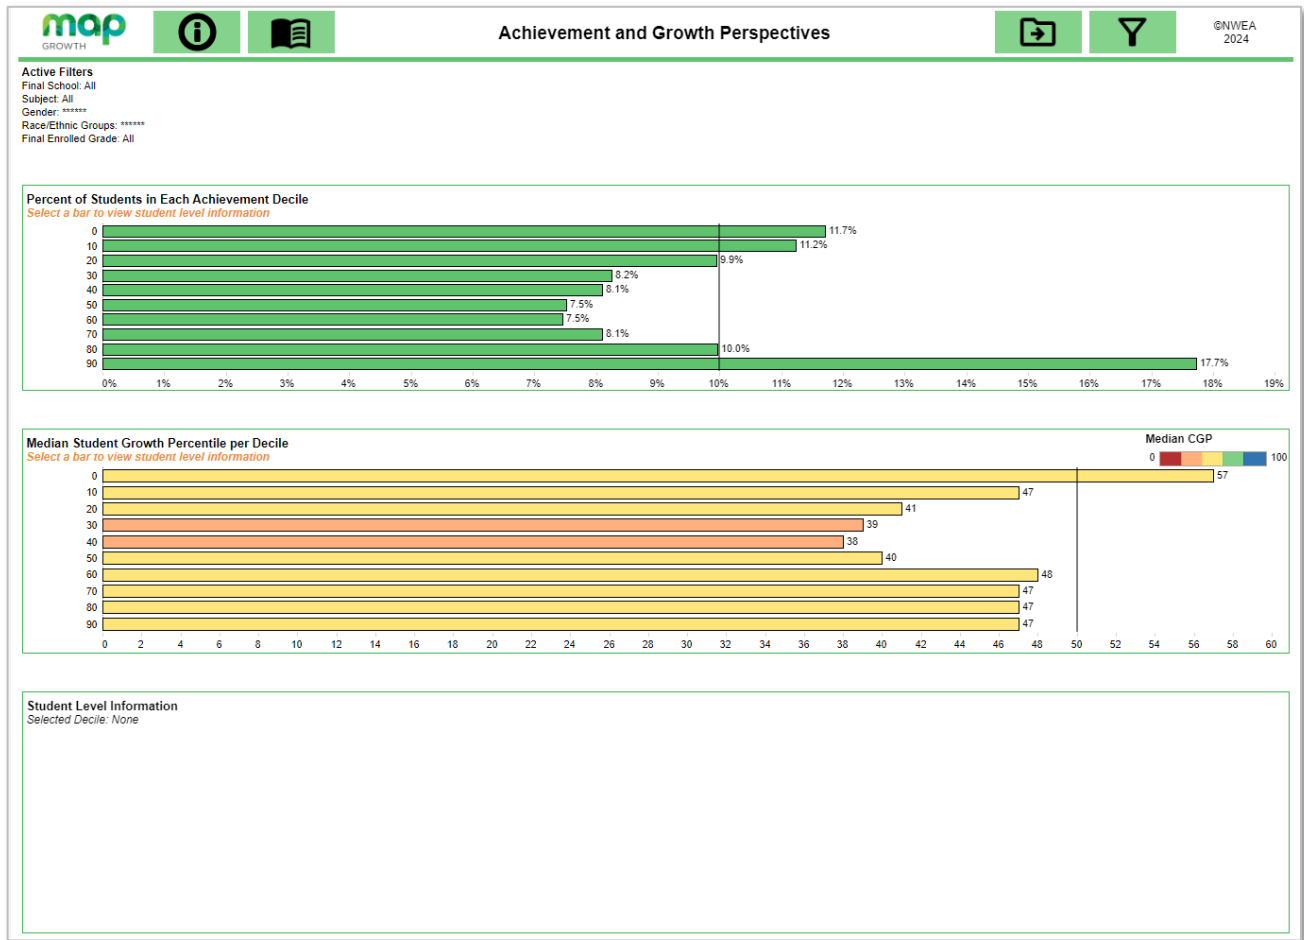 map
GROWTH
Achievement and Growth Perspectives
©NWEA
2024
Active Filters
Final School: All
Subject: All
Gender: ******
Race/Ethnic Groups: ******
Final Enrolled Grade: All
Percent of Students in Each Achievement Decile
Select a bar to view student level information
0 11.7%
10 11.2%
20 9.9%
30 8.2%
40 8.1%
50 7.5%
60 7.5%
70 8.1%
80 10.0%
90 17.7%
0% 1% 2% 3% 4% 5% 6% 7% 8% 9% 10% 11% 12% 13% 14% 15% 16% 17% 18% 19%
Median Student Growth Percentile per Decile
Select a bar to view student level information
Median CGP
0 100
0 57
10 47
20 41
30 39
40 38
50 40
60 48
70 47
80 47
90 47
0 2 4 6 8 10 12 14 16 18 20 22 24 26 28 30 32 34 36 38 40 42 44 46 48 50 52 54 56 58 60
Student Level Information
Selected Decile: None